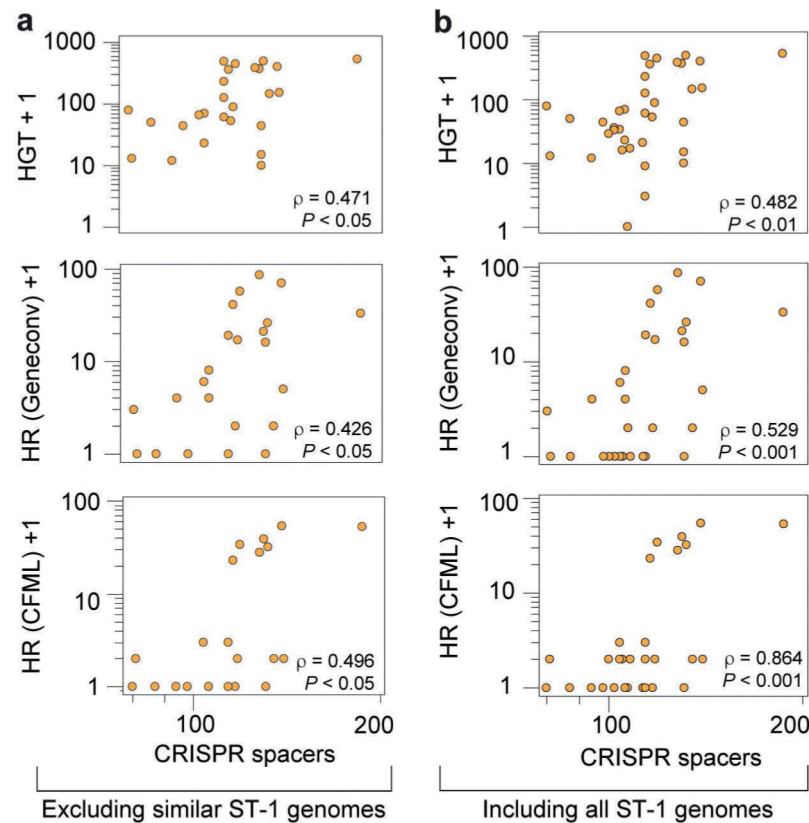 a
HGT + 1
1000
100
10
1
ρ = 0.471
P < 0.05
HR (Geneconv) +1
100
10
1
ρ = 0.426
P < 0.05
HR (CFML) +1
100
10
1
ρ = 0.496
P < 0.05
100
200
CRISPR spacers
Excluding similar ST-1 genomes
b
HGT + 1
1000
100
10
1
ρ = 0.482
P < 0.01
HR (Geneconv) +1
100
10
1
ρ = 0.529
P < 0.001
HR (CFML) +1
100
10
1
ρ = 0.864
P < 0.001
100
200
CRISPR spacers
Including all ST-1 genomes